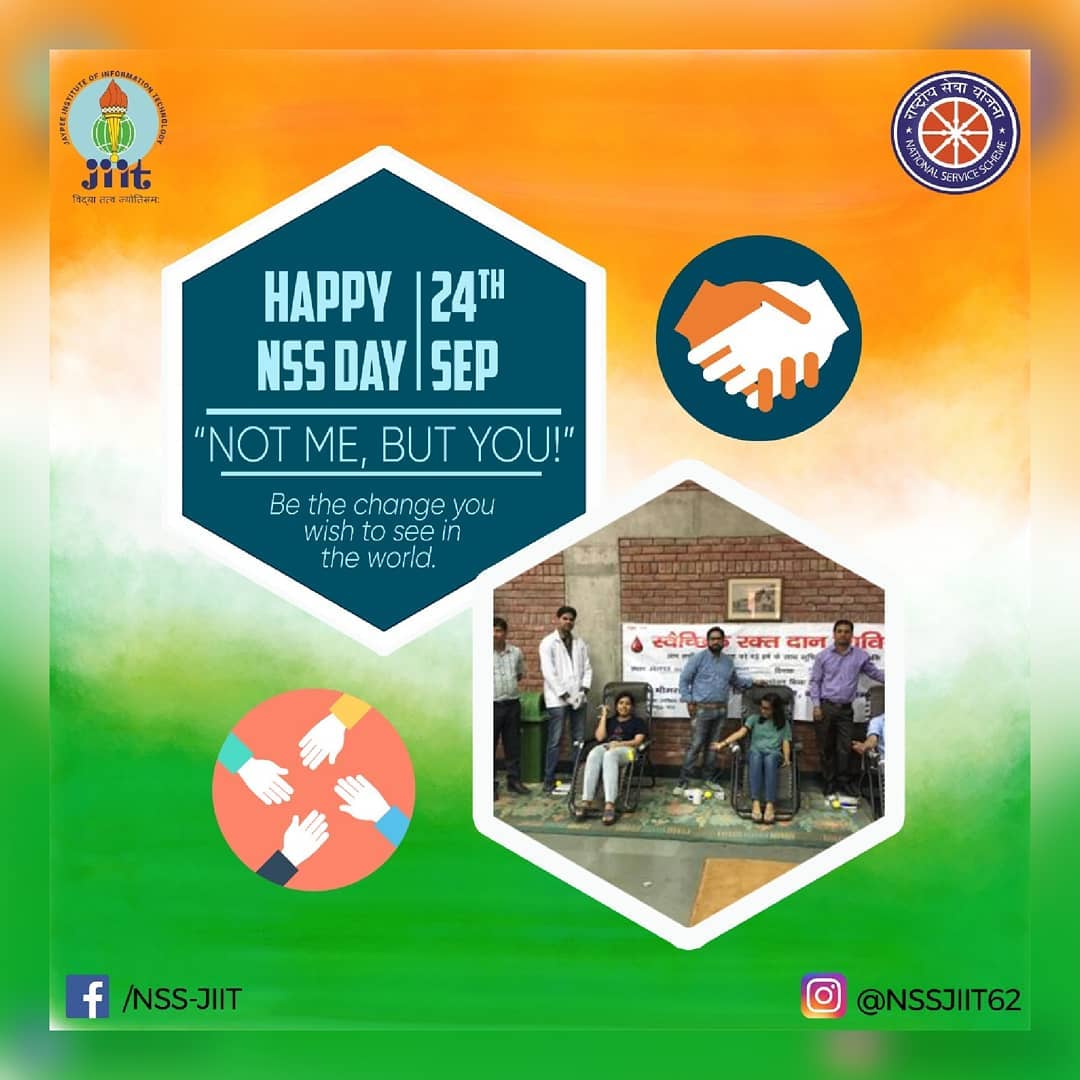 JAYPEE INSTITUTE OF INFORMATION TECHNOLOGY
jiit
विद्या तत्व ज्योतिसमः
राष्ट्रीय सेवा योजना
NATIONAL SERVICE SCHEME
HAPPY | 24TH
NSS DAY | SEP
“NOT ME, BUT YOU!”
Be the change you
wish to see in
the world.
स्वैच्छिक रक्त दान
/NSS-JIIT
@NSSJIIT62